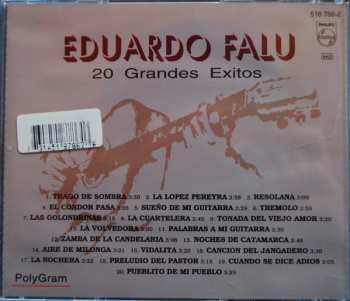 518 786-2
EDUARDO FALU
20 Grandes Exitos
PHILIPS
1. TRAGO DE SOMBRA 2. LA LOPEZ PEREYRA 3. RESOLANA
4. EL CONDOR PASA 5. SUEÑO DE MI GUITARRA 6. TREMOLO
7. LAS GOLONDRINAS 8. LA CUARTELERA 9. TONADA DEL VIEJO AMOR
10. LA VOLVEDORA 11. PALABRAS A MI GUITARRA
12. ZAMBA DE LA CANDELARIA 13. NOCHES DE CATAMARCA
14. AIRE DE MILONGA 15. VIDALITA 16. CANCION DEL JANGADERO
17. LA NOCHERA 18. PRELUDIO DEL PASTOR 19. CUANDO SE DICE ADIOS
20. PUEBLITO DE MI PUEBLO
PolyGram